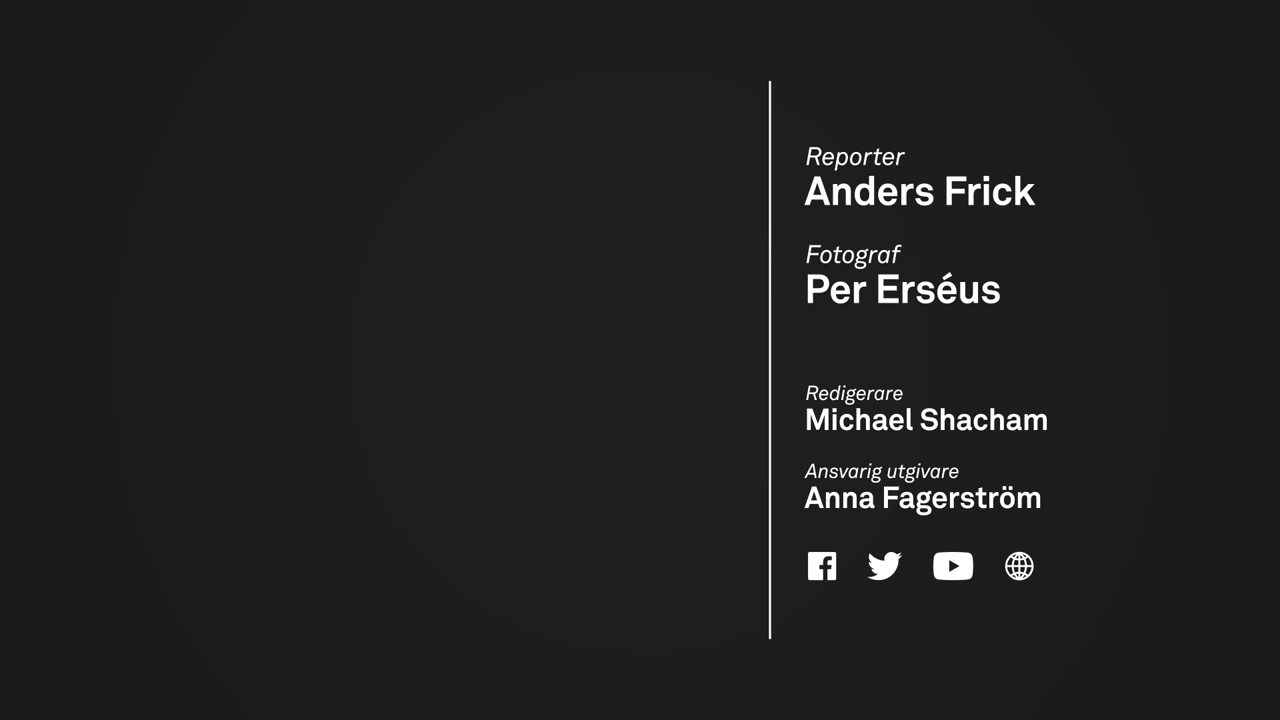 Reporter
Anders Frick
Fotograf
Per Erséus
Redigerare
Michael Shacham
Ansvarig utgivare
Anna Fagerström